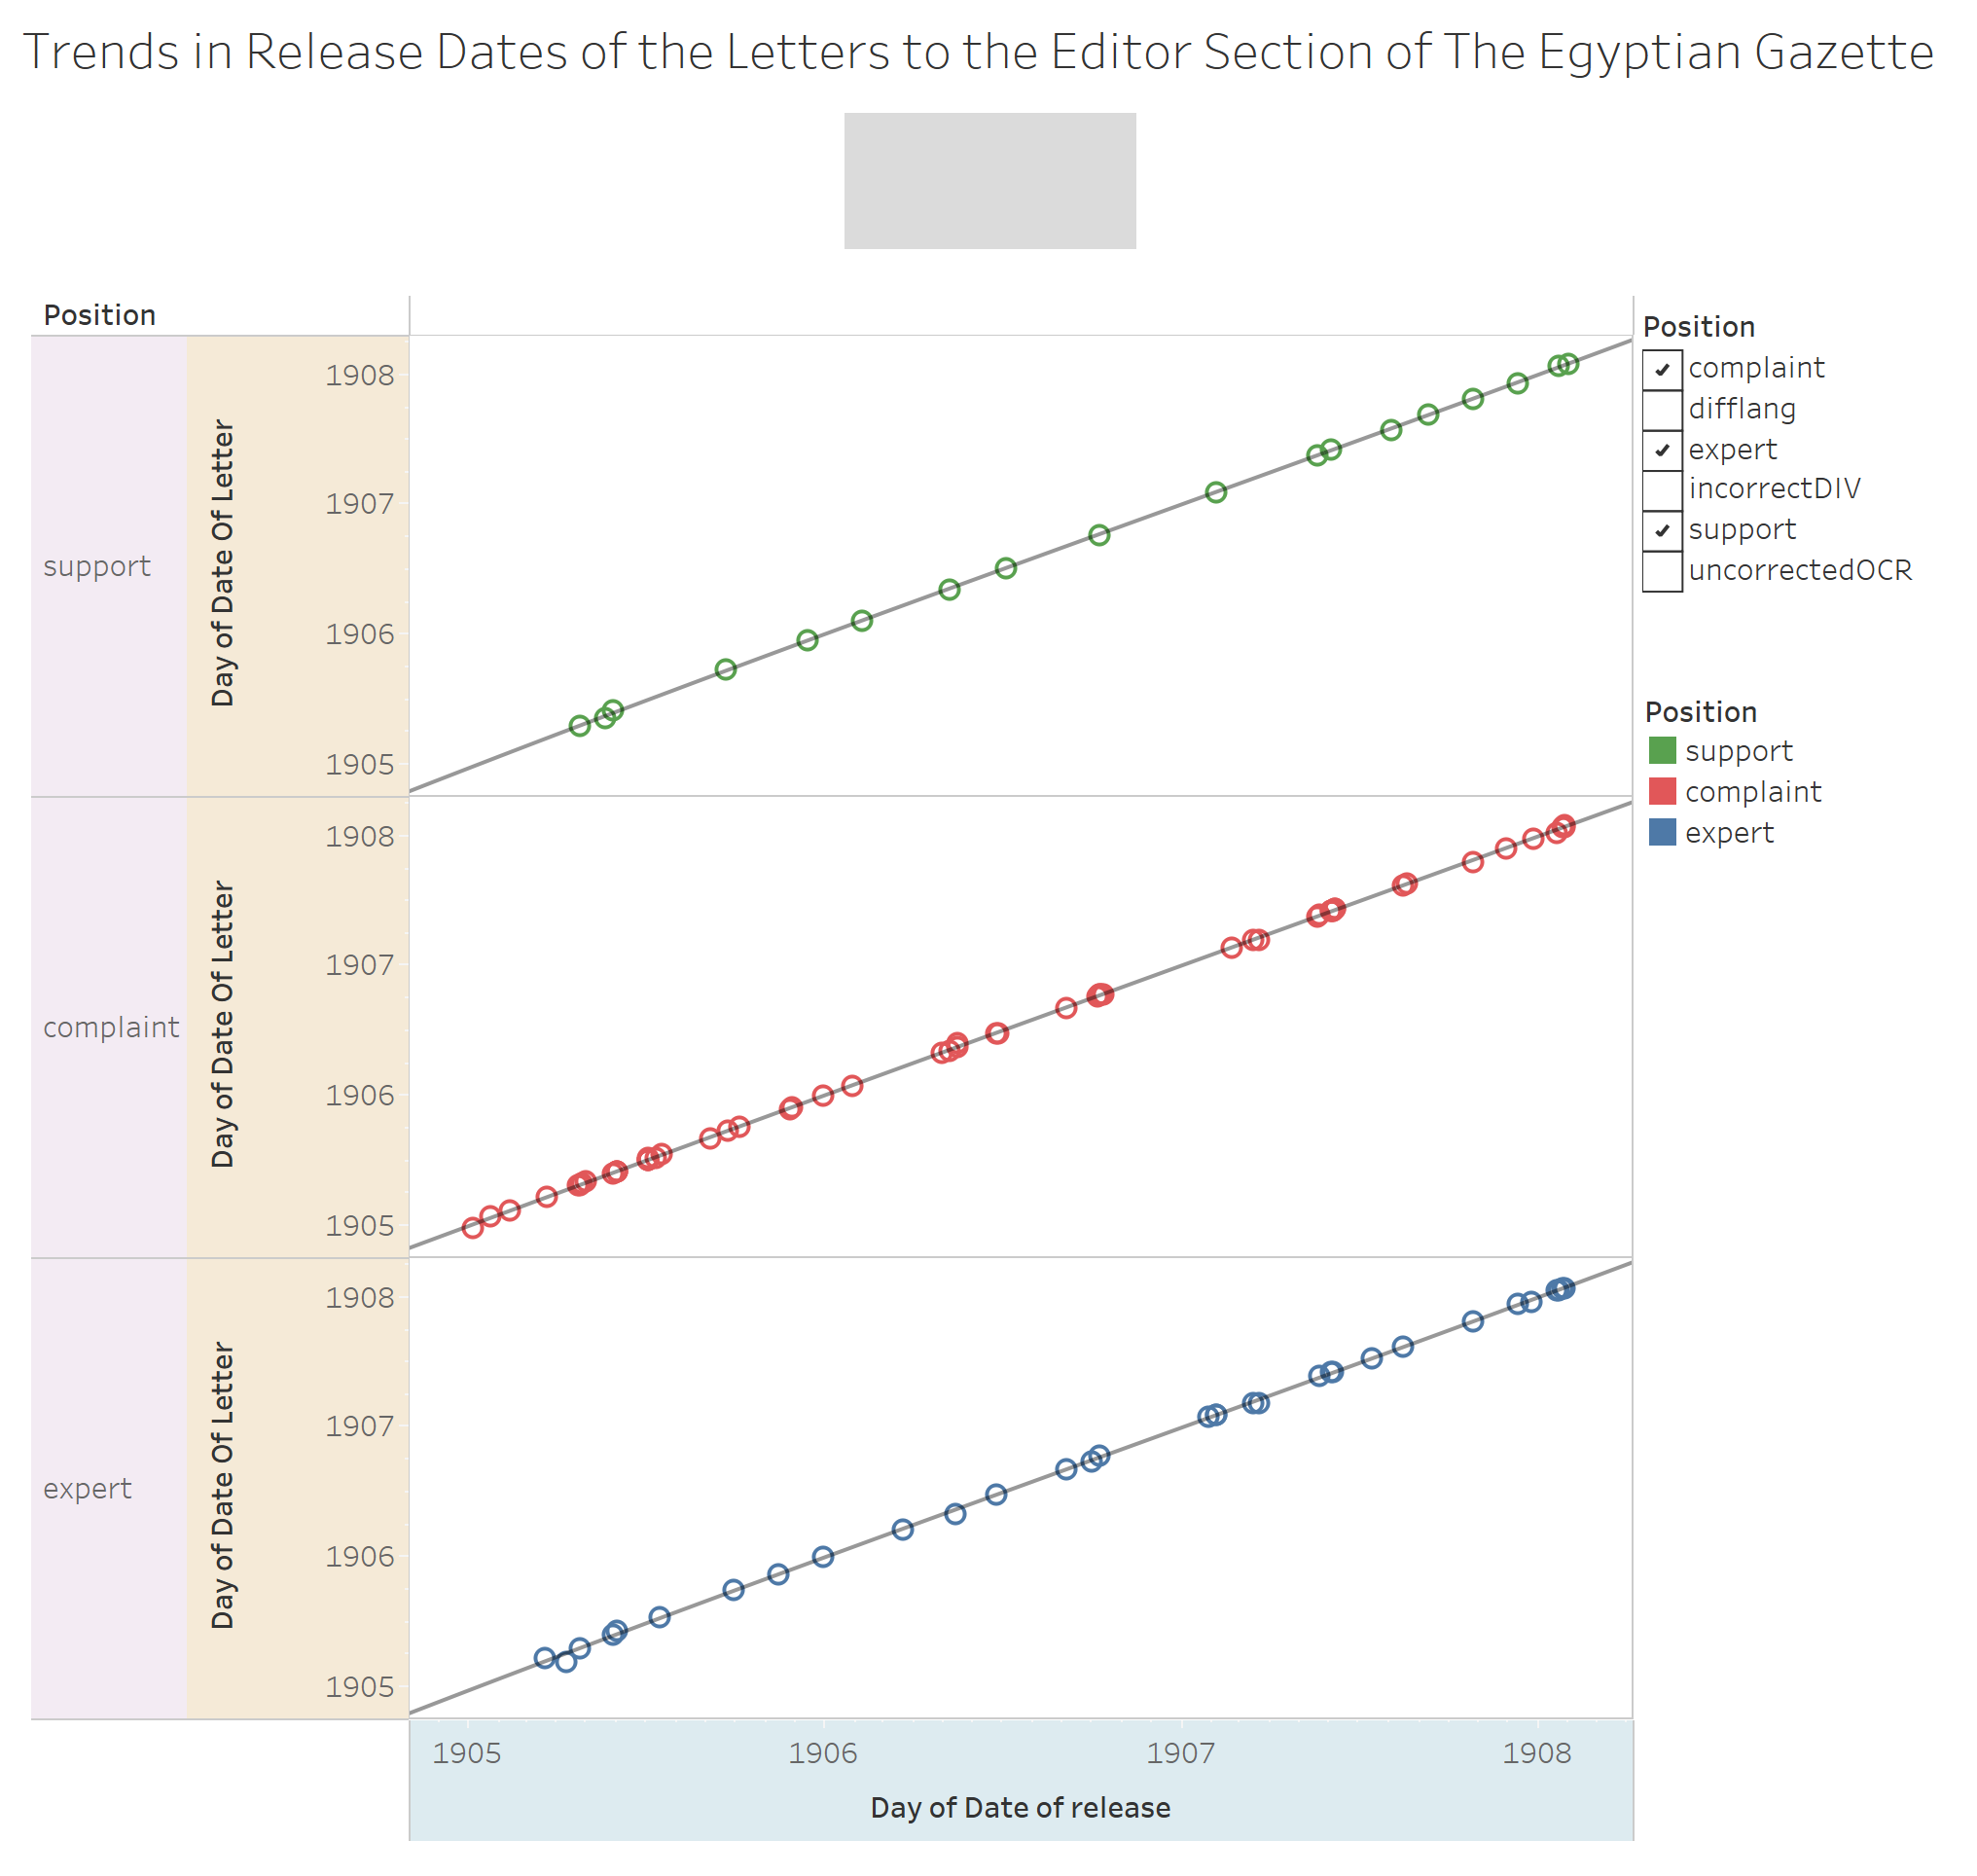 Trends in Release Dates of the Letters to the Editor Section of The Egyptian Gazette
Position
support
Day of Date Of Letter
1908
1907
1906
1905
complaint
Day of Date Of Letter
1908
1907
1906
1905
expert
Day of Date Of Letter
1908
1907
1906
1905
1905 1906 1907 1908
Day of Date of release
Position
complaint
difflang
expert
incorrectDIV
support
uncorrectedOCR
Position
support
complaint
expert